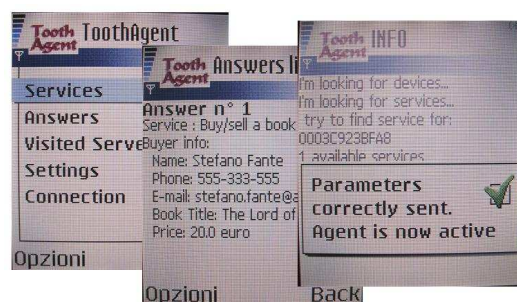 Tooth Agent ToothAgent
Services
Answers
Visited Serve
Settings
Connection
Opzioni
Tooth Agent Answers li
Answer n° 1
Service : Buy/sell a book
Buyer info:
Name: Stefano Fante
Phone: 555-333-555
E-mail: stefano.fante@a
Book Title: The Lord of
Price: 20.0 euro
Opzioni
Tooth Agent INFO
I'm looking for devices...
I'm looking for services...
try to find service for:
0003C923BFA8
1 available services
Parameters
correctly sent.
Agent is now active
Back